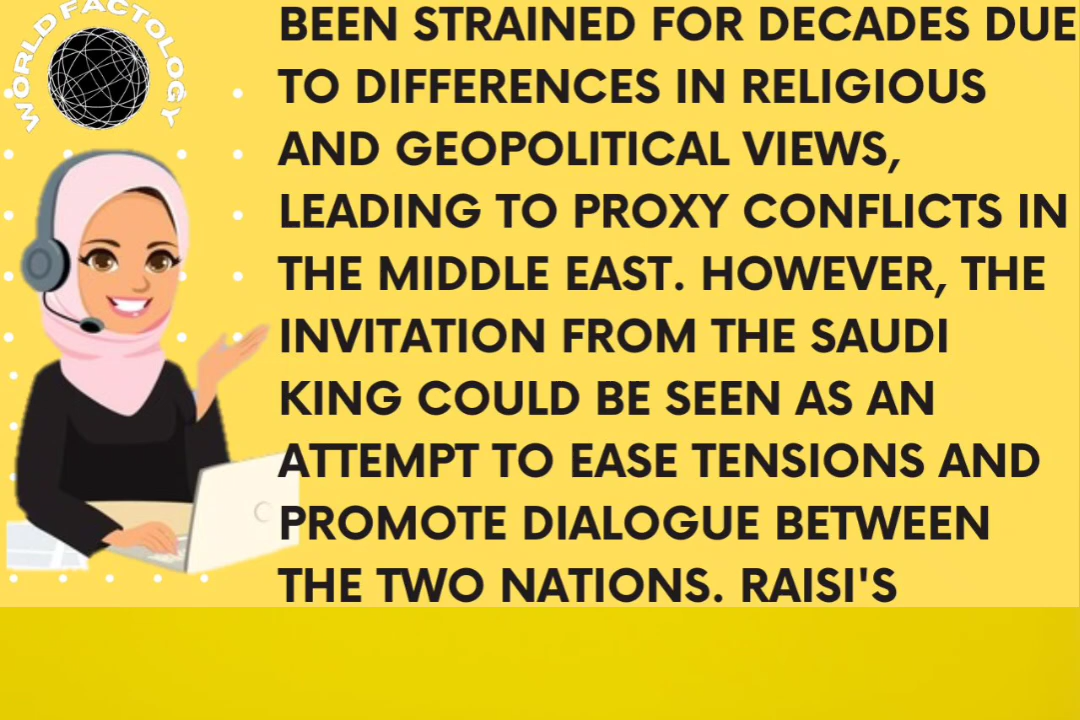 WORLD FACTOLOGY
BEEN STRAINED FOR DECADES DUE
TO DIFFERENCES IN RELIGIOUS
AND GEOPOLITICAL VIEWS,
LEADING TO PROXY CONFLICTS IN
THE MIDDLE EAST. HOWEVER, THE
INVITATION FROM THE SAUDI
KING COULD BE SEEN AS AN
ATTEMPT TO EASE TENSIONS AND
PROMOTE DIALOGUE BETWEEN
THE TWO NATIONS. RAISI'S